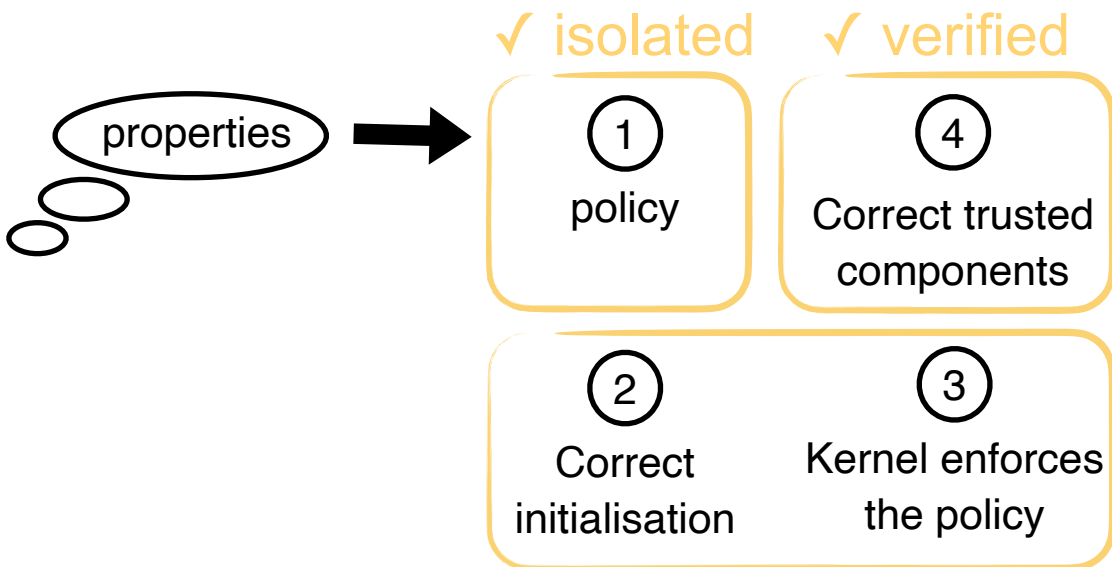 ✓ isolated ✓ verified
properties
1
policy
4
Correct trusted
components
2
Correct
initialisation
3
Kernel enforces
the policy